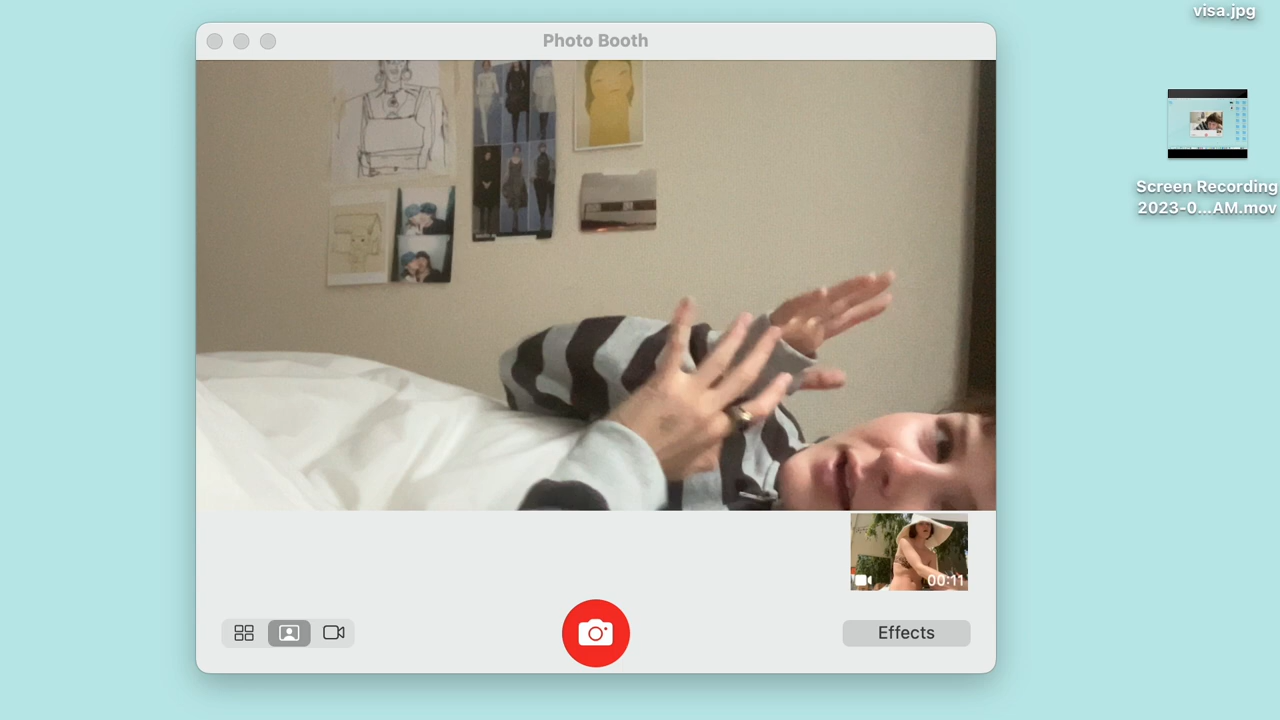 visa.jpg
Photo Booth
Screen Recording
2023-0...AM.mov
00:11
Effects